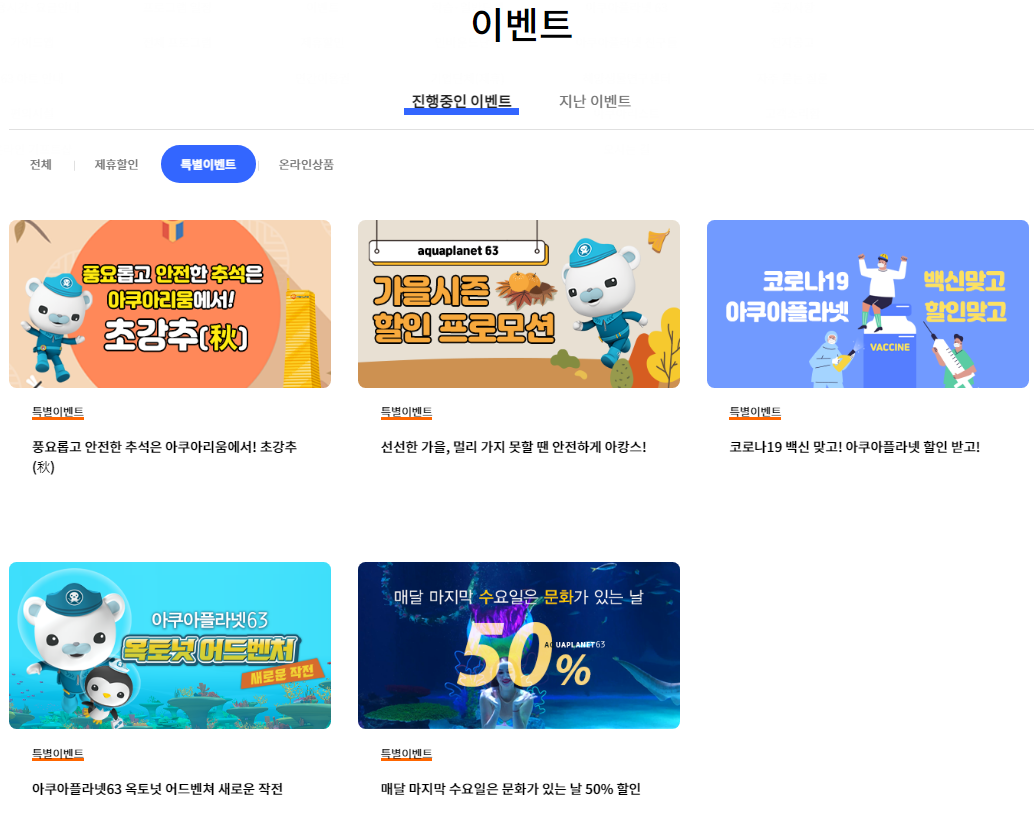 이벤트
진행중인 이벤트
지난 이벤트
전체
제휴할인
특별이벤트
온라인상품
풍요롭고 안전한 추석은
아쿠아리움에서!
초강추(秋)
aquaplanet 63
가을시즌
할인 프로모션
코로나19
아쿠아플라넷
백신맞고
할인맞고
VACCINE
특별이벤트
풍요롭고 안전한 추석은 아쿠아리움에서! 초강추
(秋)
특별이벤트
선선한 가을, 멀리 가지 못할 땐 안전하게 아캉스!
특별이벤트
코로나19 백신 맞고! 아쿠아플라넷 할인 받고!
아쿠아플라넷63
옥토넛 어드벤처
새로운 작전
매달 마지막 수요일은 문화가 있는 날
AQUAPLANET63
50%
특별이벤트
아쿠아플라넷63 옥토넛 어드벤쳐 새로운 작전
특별이벤트
매달 마지막 수요일은 문화가 있는 날 50% 할인